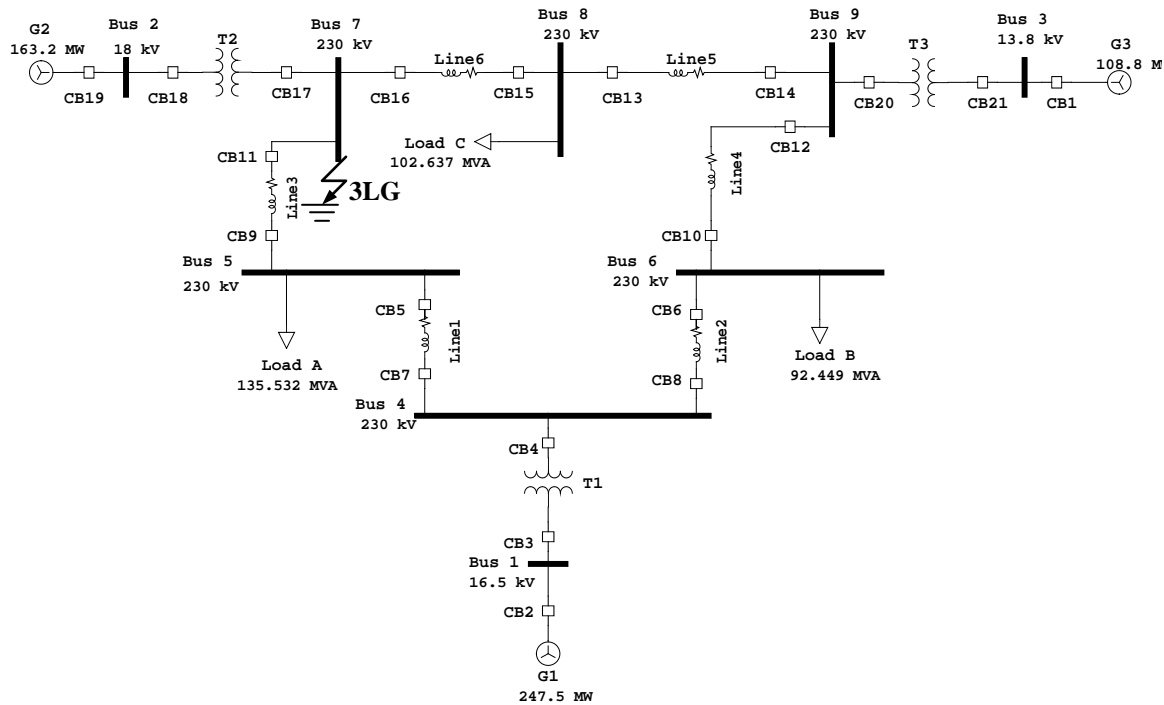 G2
163.2 MW
CB19
Bus 2
18 kv
CB18
T2
CB17
Bus 7
230 kV
CB16
Line6
CB15
Bus 8
230 kV
CB13
Line5
CB14
Bus 9
230 kV
CB20
T3
CB21
Bus 3
13.8 kV
CB1
G3
108.8 M
CB12
Load C
102.637 MVA
CB11
Line3
3LG
CB9
Line4
CB10
Bus 5
230 kV
Bus 6
230 kV
CB5
Line1
CB7
CB6
Line2
CB8
Load A
135.532 MVA
Load B
92.449 MVA
Bus 4
230 kV
CB4
T1
CB3
Bus 1
16.5 kV
CB2
G1
247.5 MW